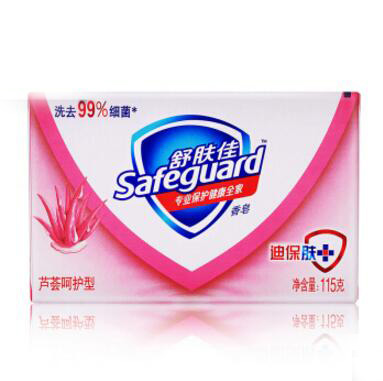 洗去99%细菌*
舒肤佳
Safeguard™
专业保护健康全家
香皂
迪保肤
芦荟呵护型
净含量:115克